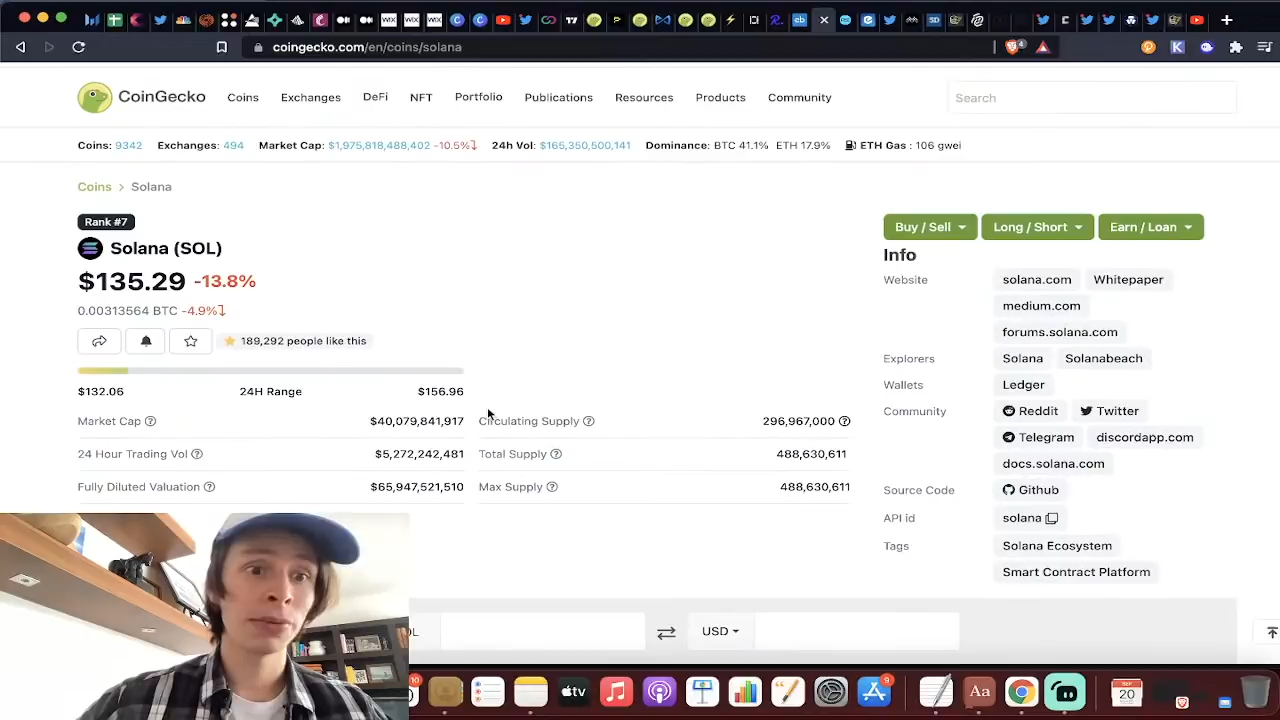 coingecko.com/en/coins/solana
CoinGecko Coins Exchanges DeFi NFT Portfolio Publications Resources Products Community Search
Coins: 9342 Exchanges: 494 Market Cap: $1,975,818,488,402 -10.5% 24h Vol: $165,350,500,141 Dominance: BTC 41.1% ETH 17.9% ETH Gas : 106 gwei
Coins > Solana
Rank #7
Solana (SOL)
$135.29 -13.8%
0.00313564 BTC -4.9%
189,292 people like this
$132.06 24H Range $156.96
Market Cap $40,079,841,917
24 Hour Trading Vol $5,272,242,481
Fully Diluted Valuation $65,947,521,510
Circulating Supply 296,967,000
Total Supply 488,630,611
Max Supply 488,630,611
Buy / Sell Long / Short Earn / Loan
Info
Website solana.com Whitepaper
medium.com
forums.solana.com
Explorers Solana Solanabeach
Wallets Ledger
Community Reddit Twitter
Telegram discordapp.com
docs.solana.com
Source Code Github
API id solana
Tags Solana Ecosystem
Smart Contract Platform
OL USD
10 tv Aa 9 SEP 20